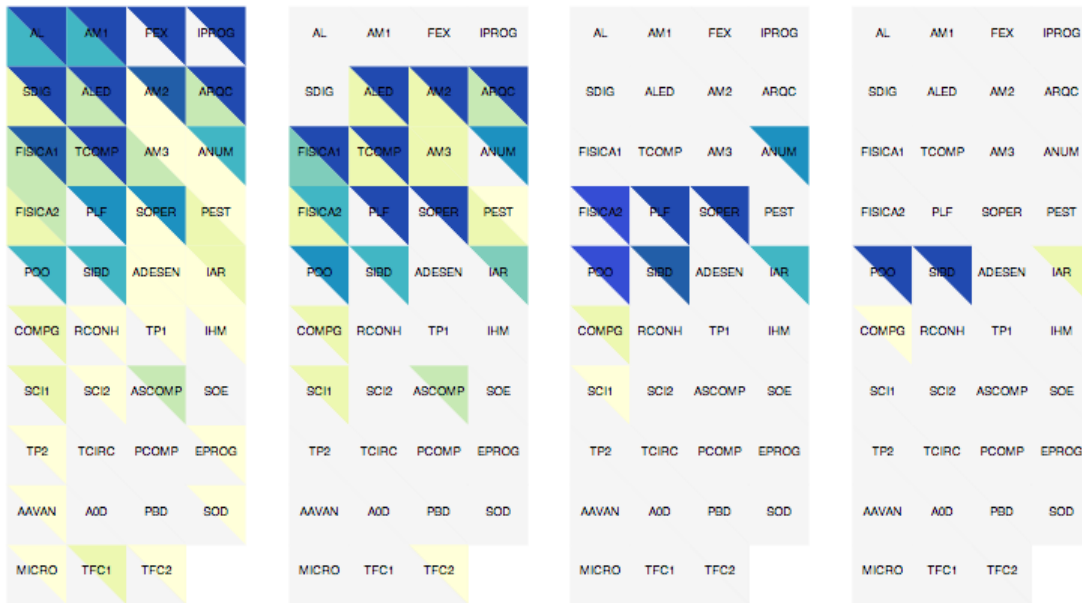 AL AM1 FEX IPROG AL AM1 FEX IPROG AL AM1 FEX IPROG AL AM1 FEX IPROG
SDIG ALED AM2 ARQC SDIG ALED AM2 ARQC SDIG ALED AM2 ARQC SDIG ALED AM2 ARQC
FISICA1 TCOMP AM3 ANUM FISICA1 TCOMP AM3 ANUM FISICA1 TCOMP AM3 ANUM FISICA1 TCOMP AM3 ANUM
FISICA2 PLF SOPER PEST FISICA2 PLF SOPER PEST FISICA2 PLF SOPER PEST FISICA2 PLF SOPER PEST
POO SIBD ADESEN IAR POO SIBD ADESEN IAR POO SIBD ADESEN IAR POO SIBD ADESEN IAR
COMPG RCONH TP1 IHM COMPG RCONH TP1 IHM COMPG RCONH TP1 IHM COMPG RCONH TP1 IHM
SCI1 SCI2 ASCOMP SOE SCI1 SCI2 ASCOMP SOE SCI1 SCI2 ASCOMP SOE SCI1 SCI2 ASCOMP SOE
TP2 TCIRC PCOMP EPROG TP2 TCIRC PCOMP EPROG TP2 TCIRC PCOMP EPROG TP2 TCIRC PCOMP EPROG
AAVAN A0D PBD SOD AAVAN A0D PBD SOD AAVAN A0D PBD SOD AAVAN A0D PBD SOD
MICRO TFC1 TFC2 MICRO TFC1 TFC2 MICRO TFC1 TFC2 MICRO TFC1 TFC2